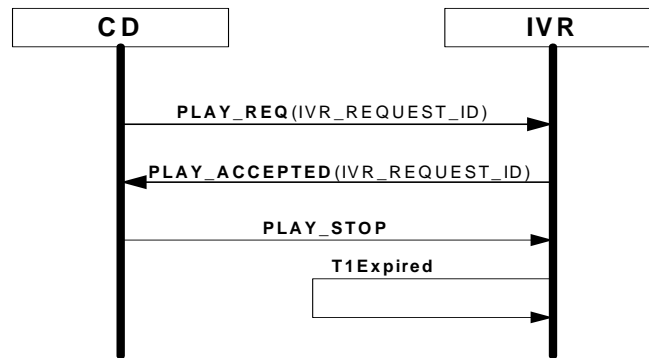 CD
IVR
PLAY_REQ(IVR_REQUEST_ID)
PLAY_ACCEPTED(IVR_REQUEST_ID)
PLAY_STOP
T1Expired